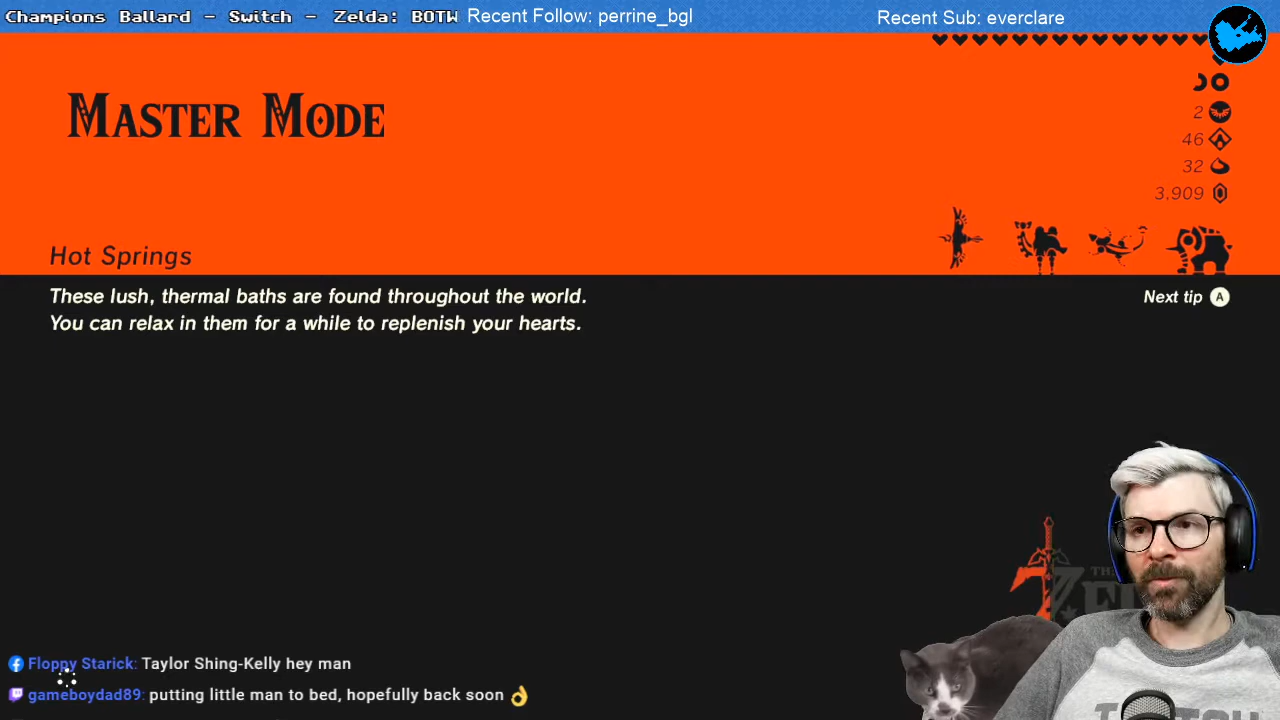 Champions Ballard - Switch - Zelda: BOTW
Recent Follow: perrine_bgl
Recent Sub: everclare
MASTER MODE
2
46
32
3,909
Hot Springs
These lush, thermal baths are found throughout the world.
You can relax in them for a while to replenish your hearts.
Next tip A
Floppy Starick: Taylor Shing-Kelly hey man
gameboydad89: putting little man to bed, hopefully back soon 👌